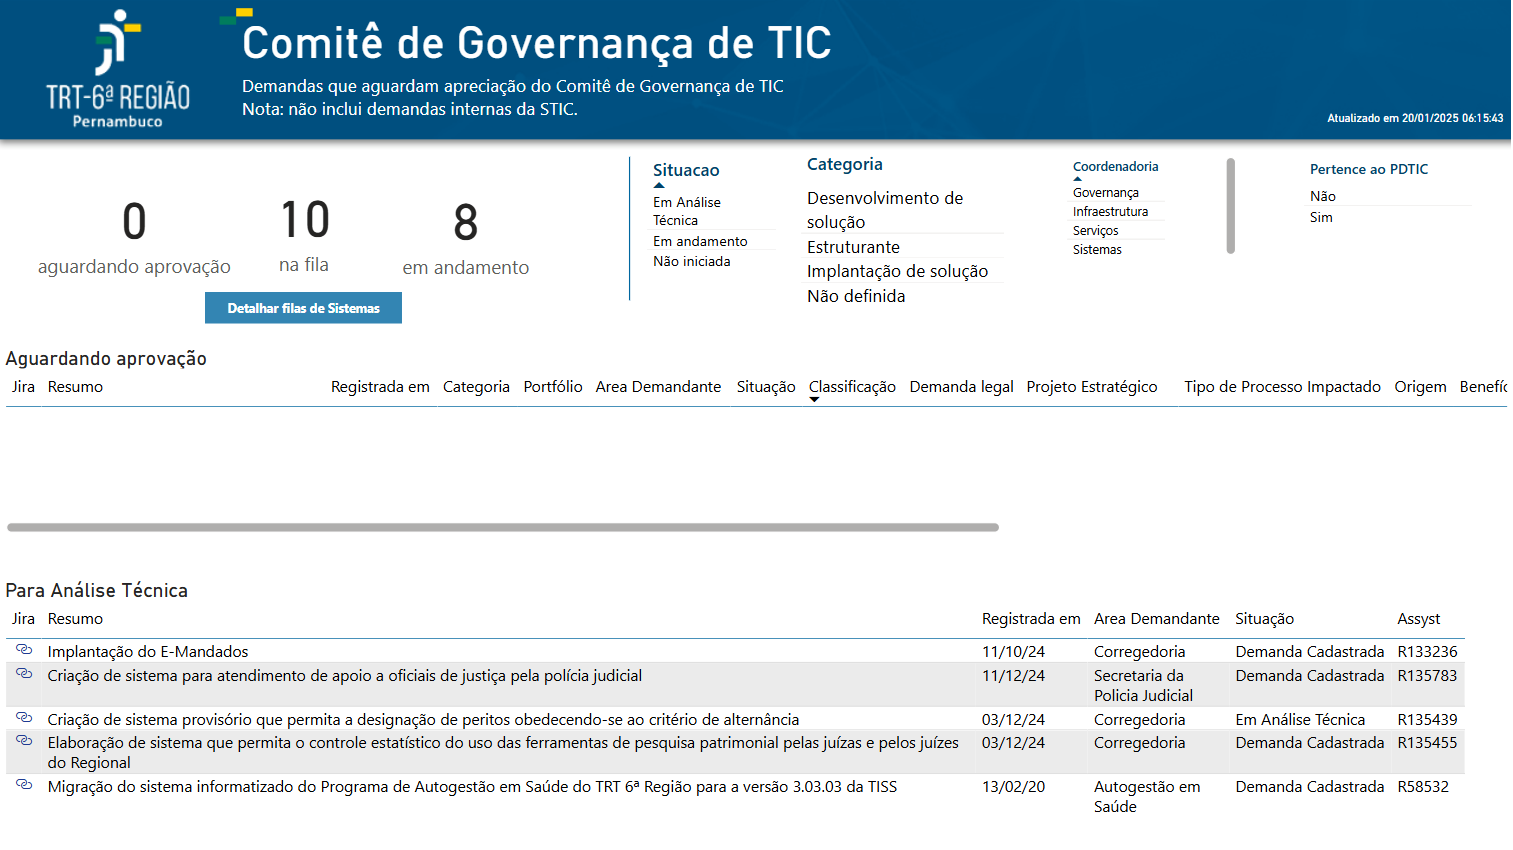 TRT-6ª REGIÃO
Pernambuco
Comitê de Governança de TIC
Demandas que aguardam apreciação do Comitê de Governança de TIC
Nota: não inclui demandas internas da STIC.
Atualizado em 20/01/2025 06:15:43
0
aguardando aprovação
10
na fila
8
em andamento
Detalhar filas de Sistemas
Situacao
Em Análise
Técnica
Em andamento
Não iniciada
Categoria
Desenvolvimento de
solução
Estruturante
Implantação de solução
Não definida
Coordenadoria
Governança
Infraestrutura
Serviços
Sistemas
Pertence ao PDTIC
Não
Sim
Aguardando aprovação
Jira Resumo Registrada em Categoria Portfólio Area Demandante Situação Classificação Demanda legal Projeto Estratégico Tipo de Processo Impactado Origem Benefíc
Para Análise Técnica
Jira Resumo Registrada em Area Demandante Situação Assyst
Implantação do E-Mandados 11/10/24 Corregedoria Demanda Cadastrada R133236
Criação de sistema para atendimento de apoio a oficiais de justiça pela polícia judicial 11/12/24 Secretaria da Demanda Cadastrada R135783
Policia Judicial
Criação de sistema provisório que permita a designação de peritos obedecendo-se ao critério de alternância 03/12/24 Corregedoria Em Análise Técnica R135439
Elaboração de sistema que permita o controle estatístico do uso das ferramentas de pesquisa patrimonial pelas juízas e pelos juízes 03/12/24 Corregedoria Demanda Cadastrada R135455
do Regional
Migração do sistema informatizado do Programa de Autogestão em Saúde do TRT 6ª Região para a versão 3.03.03 da TISS 13/02/20 Autogestão em Demanda Cadastrada R58532
Saúde